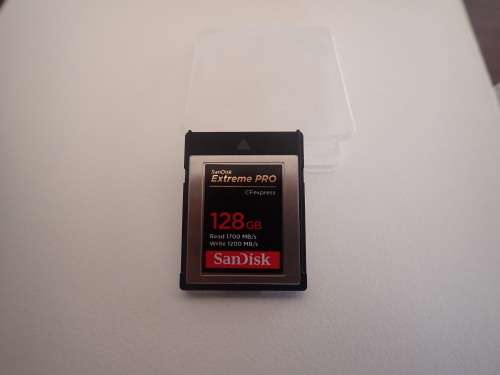 SanDisk
Extreme PRO
CFexpress
128GB
Read 1700 MB/s
Write 1200 MB/s
SanDisk